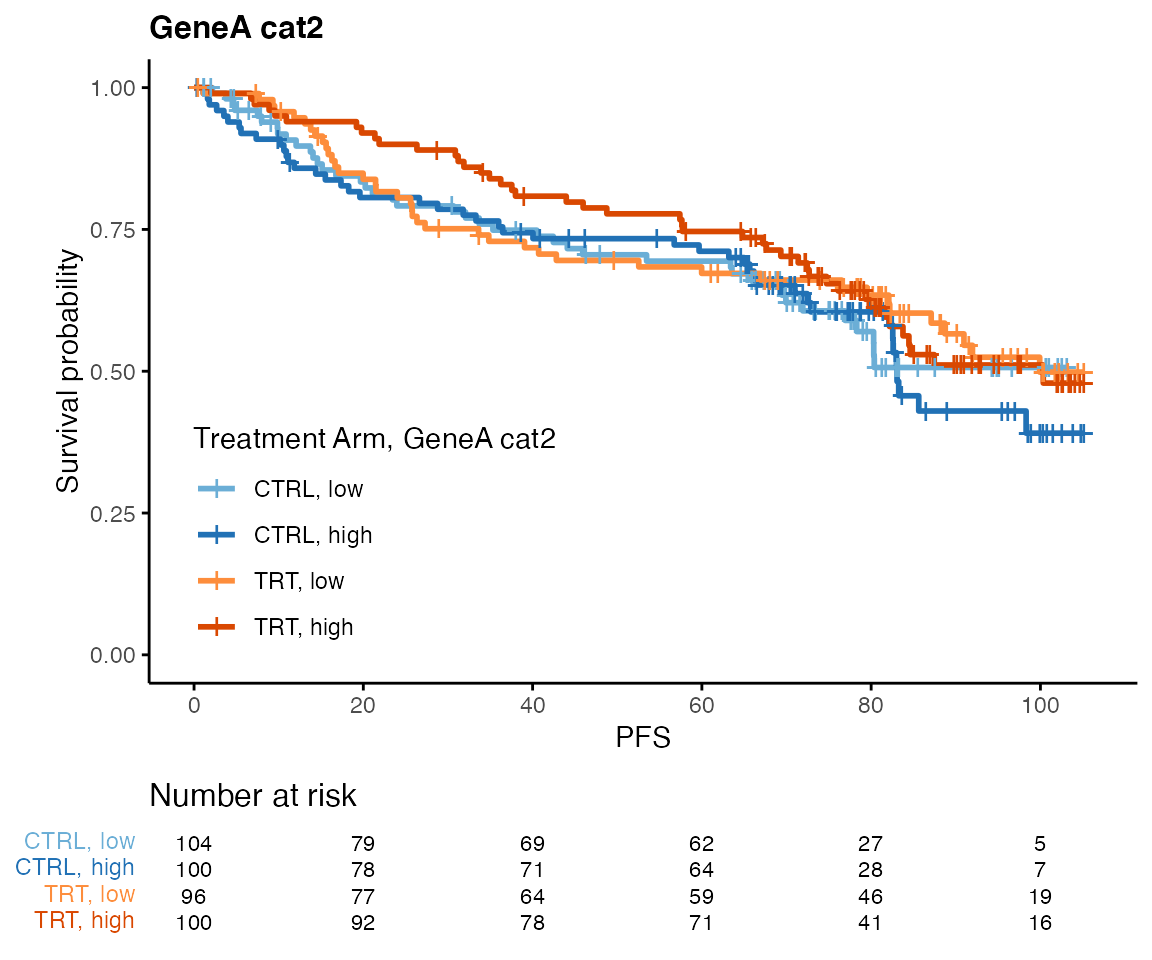 GeneA cat2
1.00
0.75
0.50
0.25
0.00
Survival probability
Treatment Arm, GeneA cat2
CTRL, low
CTRL, high
TRT, low
TRT, high
0 20 40 60 80 100
PFS
Number at risk
CTRL, low 104 79 69 62 27 5
CTRL, high 100 78 71 64 28 7
TRT, low 96 77 64 59 46 19
TRT, high 100 92 78 71 41 16